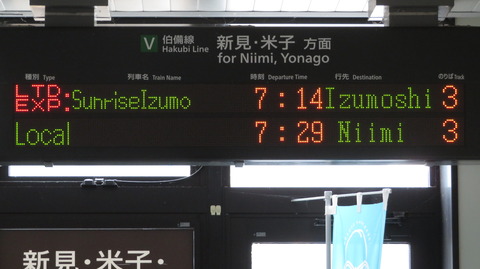 V 伯備線 新見・米子 方面
Hakubi Line for Niimi, Yonago
種別 Type 列車名 Train Name 時刻 Departure Time 行先 Destination のりば Track
LTD. EXP. SunriseIzumo 7:14 Izumoshi 3
Local 7:29 Niimi 3
新見・米子・